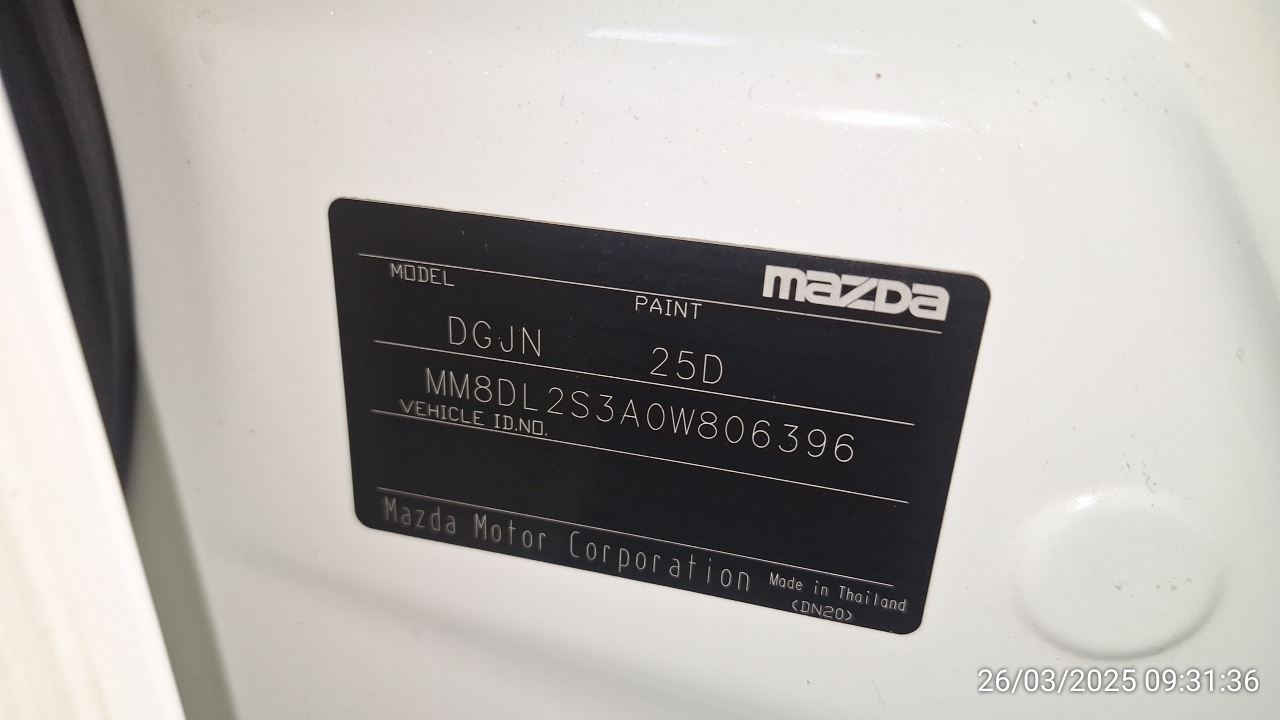 mazda
MODEL PAINT
DGJN 25D
MM8DL2S3A0W806396
VEHICLE ID.NO.
Mazda Motor Corporation Made in Thailand
(DN20)
26/03/2025 09:31:36